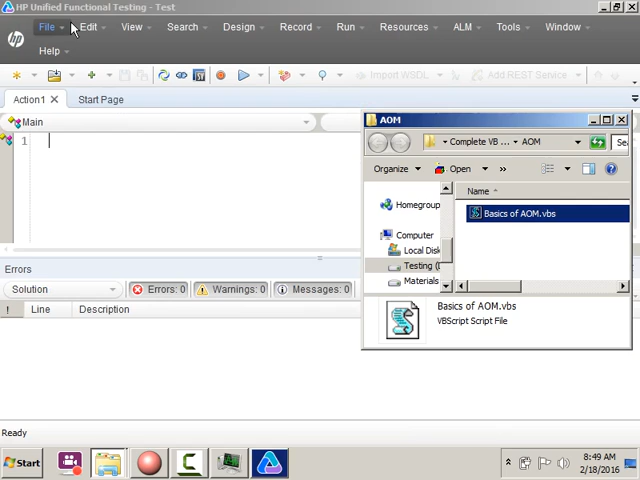 HP Unified Functional Testing - Test
File Edit View Search Design Record Run Resources ALM Tools Window
hp
Help
Import WSDL Add REST Service
Action1 Start Page
Main
1
AOM
Complete VB ... AOM
Organize Open »
Name
Homegroup
Basics of AOM.vbs
Computer
Local Disk
Testing (
Materials
Basics of AOM.vbs
VBScript Script File
Errors
Solution Errors: 0 Warnings: 0 Messages: 0
! Line Description
Ready
Start
8:49 AM
2/18/2016